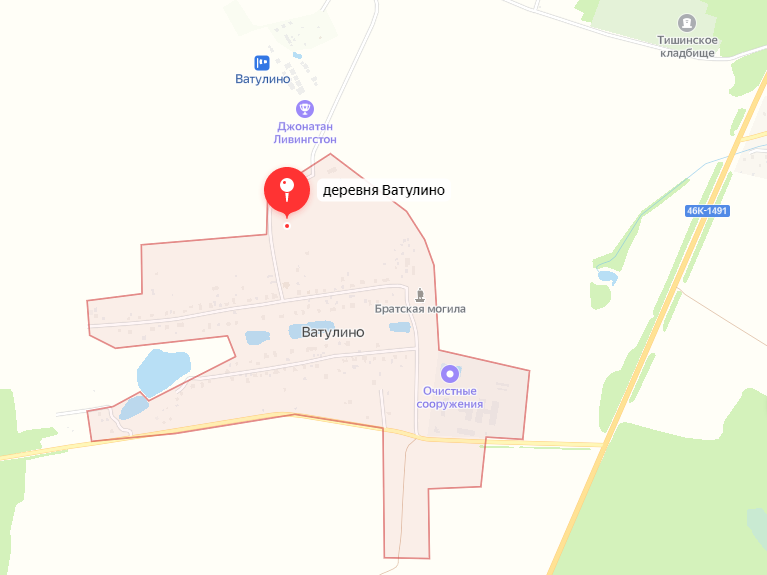 Тишинское
кладбище
Ватулино
Джонатан
Ливингстон
деревня Ватулино
46К-1491
Братская могила
Ватулино
Очистные
сооружения